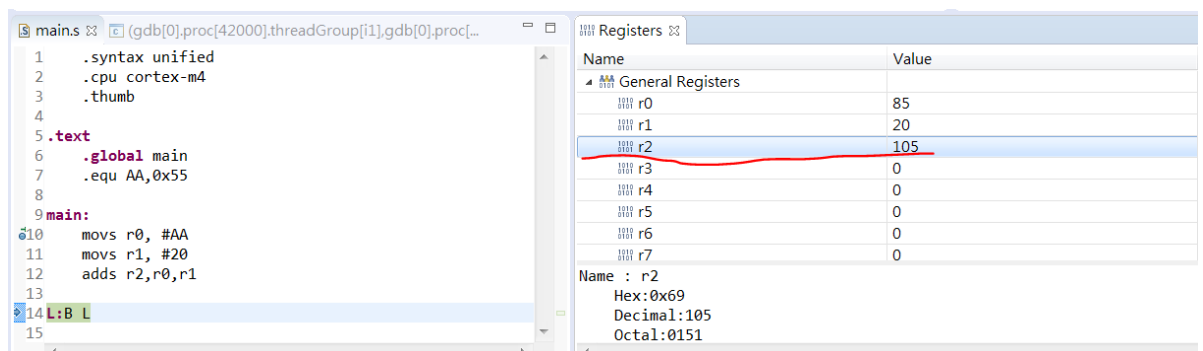 main.s (gdb[0].proc[42000].threadGroup[i1],gdb[0].proc[...
1 .syntax unified
2 .cpu cortex-m4
3 .thumb
4
5 .text
6 .global main
7 .equ AA,0x55
8
9 main:
10 movs r0, #AA
11 movs r1, #20
12 adds r2,r0,r1
13
14 L:B L
15
Registers
Name Value
General Registers
r0 85
r1 20
r2 105
r3 0
r4 0
r5 0
r6 0
r7 0
Name : r2
Hex:0x69
Decimal:105
Octal:0151